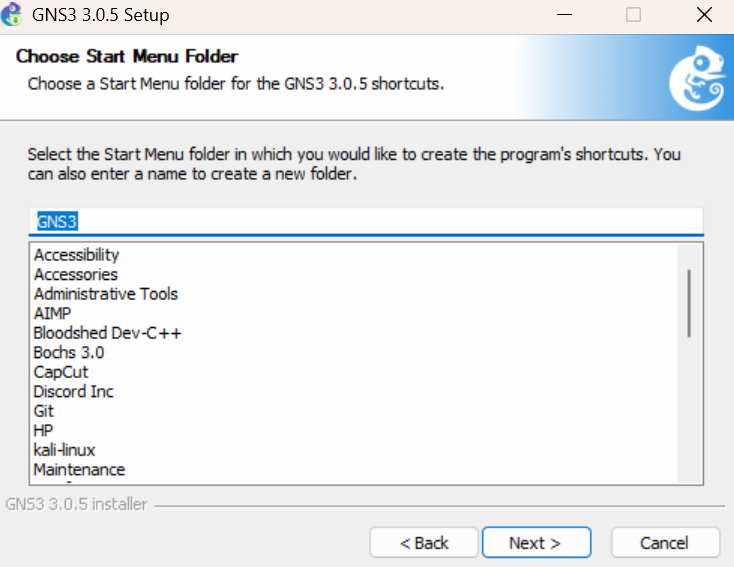 GNS3 3.0.5 Setup
Choose Start Menu Folder
Choose a Start Menu folder for the GNS3 3.0.5 shortcuts.
Select the Start Menu folder in which you would like to create the program's shortcuts. You
can also enter a name to create a new folder.
GNS3
Accessibility
Accessories
Administrative Tools
AIMP
Bloodshed Dev-C++
Bochs 3.0
CapCut
Discord Inc
Git
HP
kali-linux
Maintenance
GNS3 3.0.5 installer
< Back
Next >
Cancel